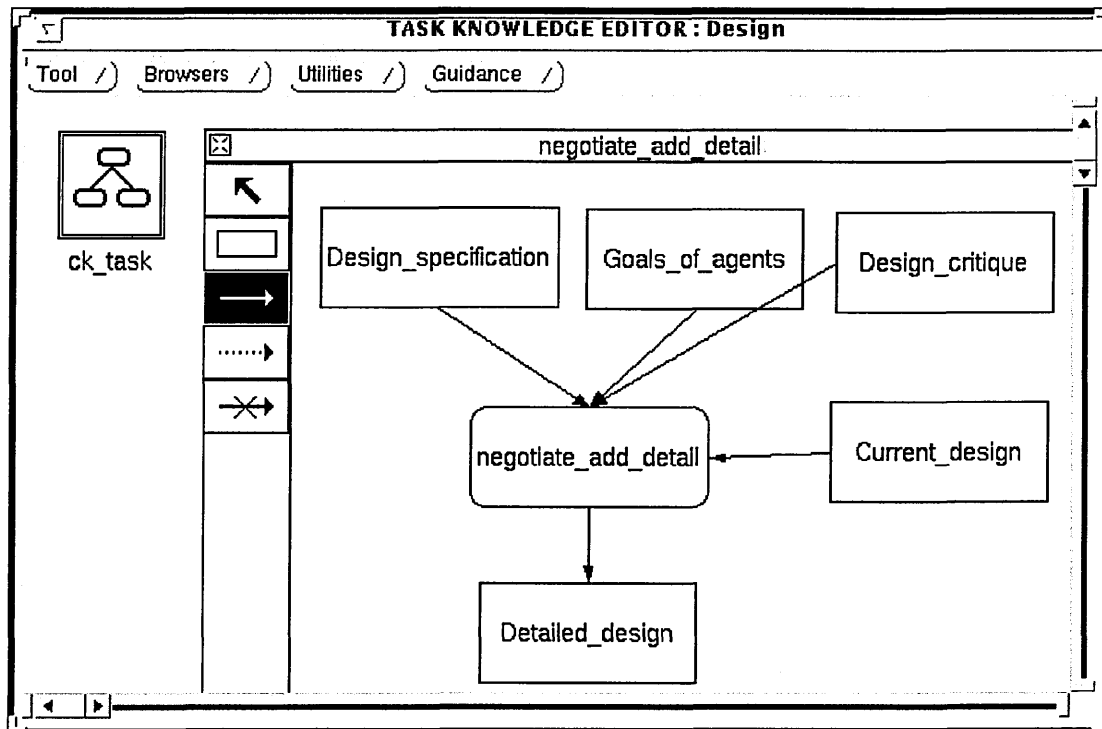 TASK KNOWLEDGE EDITOR : Design
Tool / Browsers / Utilities / Guidance /
negotiate_add_detail
ck_task
Design_specification
Goals_of_agents
Design_critique
negotiate_add_detail
Current_design
Detailed_design